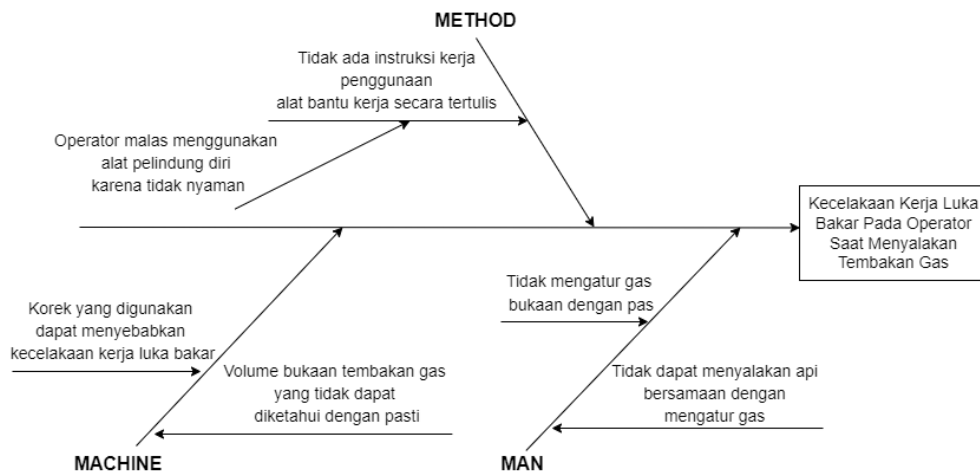 METHOD
Tidak ada instruksi kerja
penggunaan
alat bantu kerja secara tertulis
Operator malas menggunakan
alat pelindung diri
karena tidak nyaman
Kecelakaan Kerja Luka
Bakar Pada Operator
Saat Menyalakan
Tembakan Gas
Tidak mengatur gas
bukaan dengan pas
Korek yang digunakan
dapat menyebabkan
kecelakaan kerja luka bakar
Volume bukaan tembakan gas
yang tidak dapat
diketahui dengan pasti
Tidak dapat menyalakan api
bersamaan dengan
mengatur gas
MACHINE
MAN